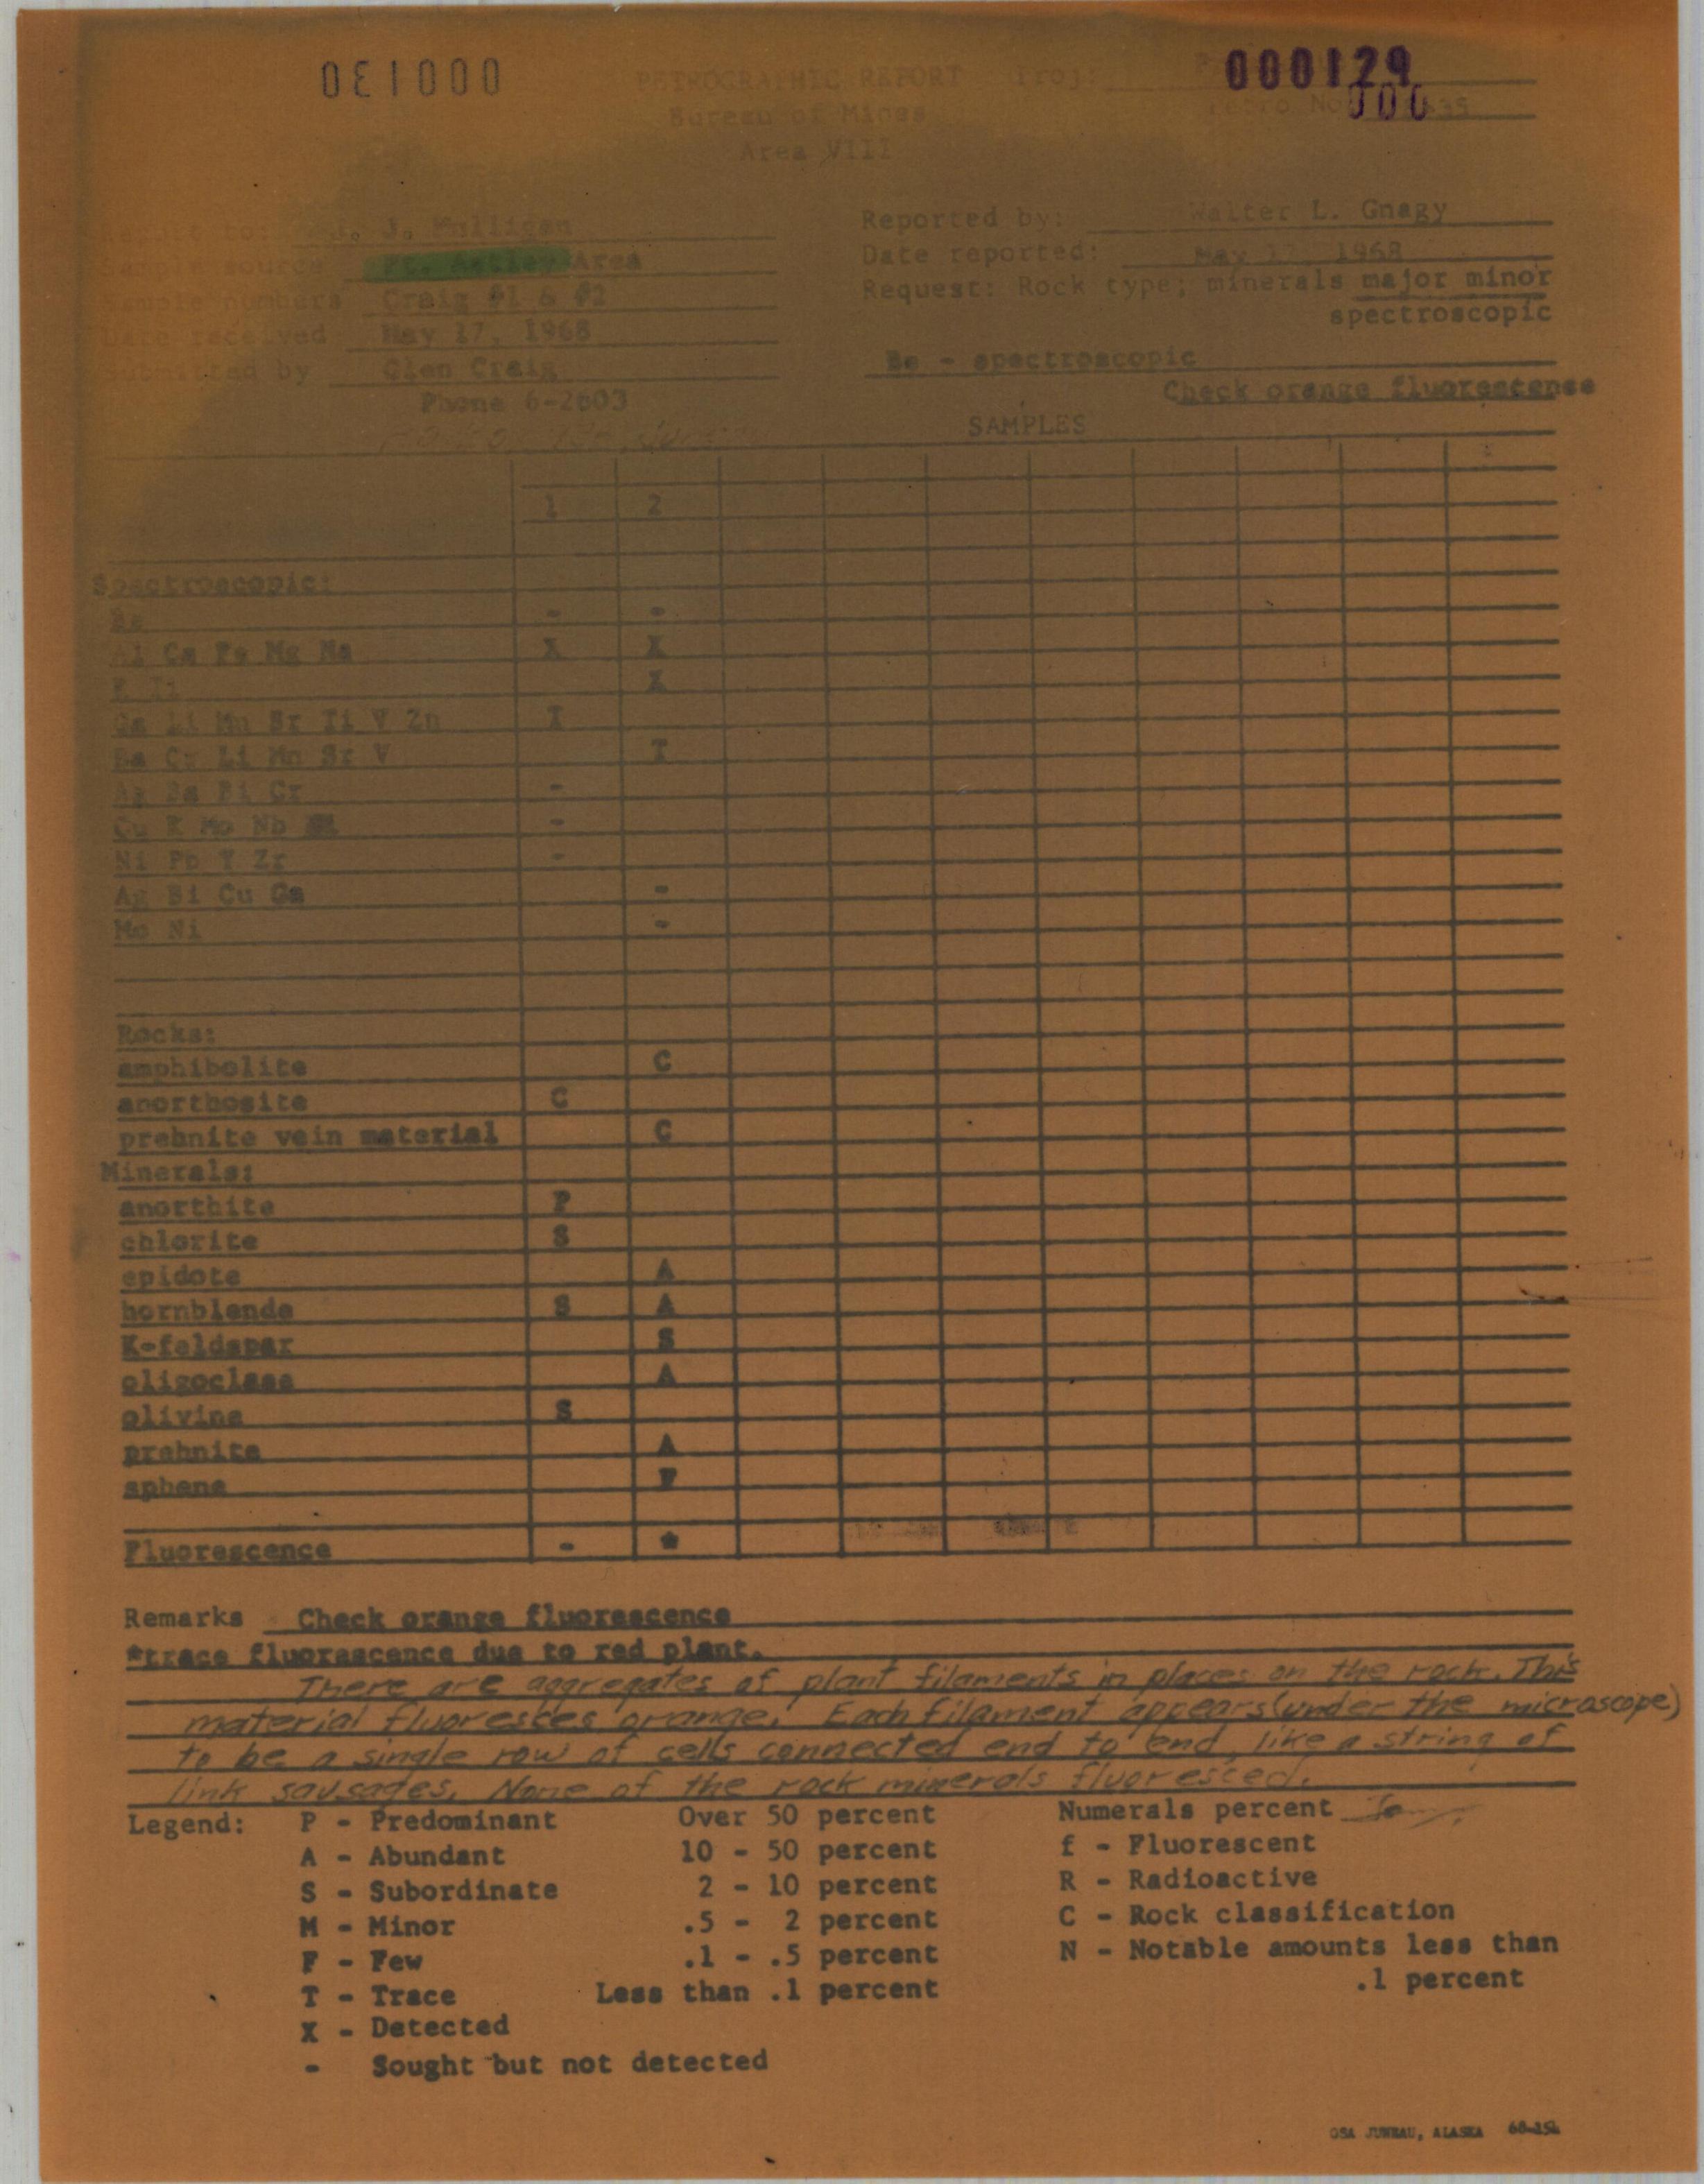 000130
000129
000
PETROGRAPHIC REPORT Proj:
Bureau of Mines Petro No.
Area VIII
Report to: J. J. Mulligan Reported by: Walter L. Gnagy
Sample source Pt. Astley Area Date reported: May 17, 1968
Sample numbers Craig #1 & #2 Request: Rock type; minerals major minor
Date received May 17, 1968 spectroscopic
Submitted by Glen Craig Be - spectroscopic
Phone 6-2603 Check orange fluorestense
SAMPLES
1 2
Spectroscopic:
Be - -
Al Ca Fe Mg Na X X
K Ti X
Ga Li Mn Sr Ti V Zn T
Ba Cr Li Mn Sr V T
Ag Ba Bi Cr -
Cu K Mo Nb -
Ni Pb Y Zr -
Ag Bi Cu Ga -
Mo Ni -
Rocks:
amphibolite C
anorthosite C
prehnite vein material C
Minerals:
anorthite P
chlorite S
epidote A
hornblende S A
K-feldspar S
oligoclase A
olivine S
prehnite A
sphene F
Fluorescence - *
Remarks Check orange fluorescence
*trace fluorescence due to red plant.
There are aggregates of plant filaments in places on the rock. This
material fluoresces orange. Each filament appears (under the microscope)
to be a single row of cells connected end to end, like a string of
link sausages. None of the rock minerals fluoresced.
Legend: P - Predominant Over 50 percent Numerals percent
A - Abundant 10 - 50 percent f - Fluorescent
S - Subordinate 2 - 10 percent R - Radioactive
M - Minor .5 - 2 percent C - Rock classification
F - Few .1 - .5 percent N - Notable amounts less than
T - Trace Less than .1 percent .1 percent
X - Detected
- Sought but not detected
GSA JUNEAU, ALASKA 68-154